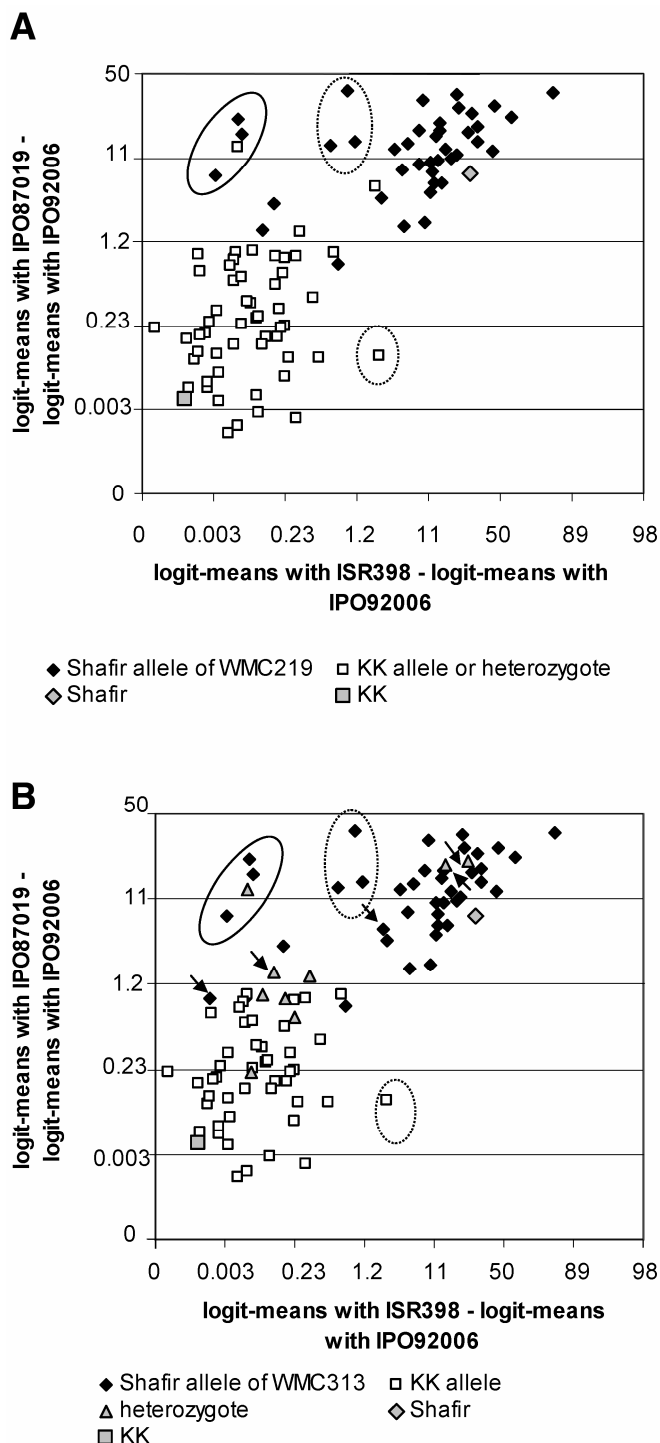 A
logit-means with IPO87019 -
logit-means with IPO92006
50
11
1.2
0.23
0.003
0
0 0.003 0.23 1.2 11 50 89 98
logit-means with ISR398 - logit-means with
IPO92006
Shafir allele of WMC219 KK allele or heterozygote
Shafir KK
B
logit-means with IPO87019 -
logit-means with IPO92006
50
11
1.2
0.23
0.003
0
0 0.003 0.23 1.2 11 50 89 98
logit-means with ISR398 - logit-means
with IPO92006
Shafir allele of WMC313 KK allele
heterozygote Shafir
KK